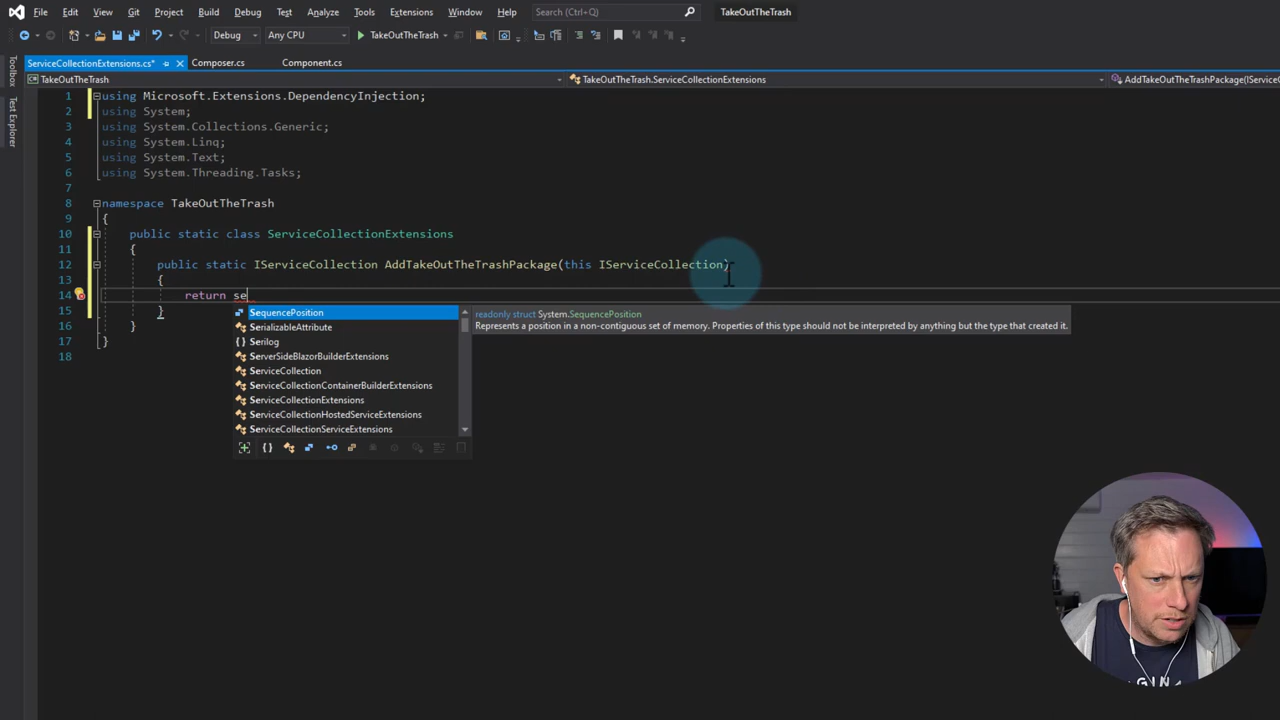 File Edit View Git Project Build Debug Test Analyze Tools Extensions Window Help Search (Ctrl+Q) TakeOutTheTrash
Debug Any CPU TakeOutTheTrash
ServiceCollectionExtensions.cs* Composer.cs Component.cs
TakeOutTheTrash TakeOutTheTrash.ServiceCollectionExtensions AddTakeOutTheTrashPackage(IServiceC
Toolbox
Test Explorer
1 using Microsoft.Extensions.DependencyInjection;
2 using System;
3 using System.Collections.Generic;
4 using System.Linq;
5 using System.Text;
6 using System.Threading.Tasks;
7
8 namespace TakeOutTheTrash
9 {
10 public static class ServiceCollectionExtensions
11 {
12 public static IServiceCollection AddTakeOutTheTrashPackage(this IServiceCollection)
13 {
14 return se
15 }
16 }
17 }
18
SequencePosition
SerializableAttribute
Serilog
ServerSideBlazorBuilderExtensions
ServiceCollection
ServiceCollectionContainerBuilderExtensions
ServiceCollectionExtensions
ServiceCollectionHostedServiceExtensions
ServiceCollectionServiceExtensions
readonly struct System.SequencePosition
Represents a position in a non-contiguous set of memory. Properties of this type should not be interpreted by anything but the type that created it.